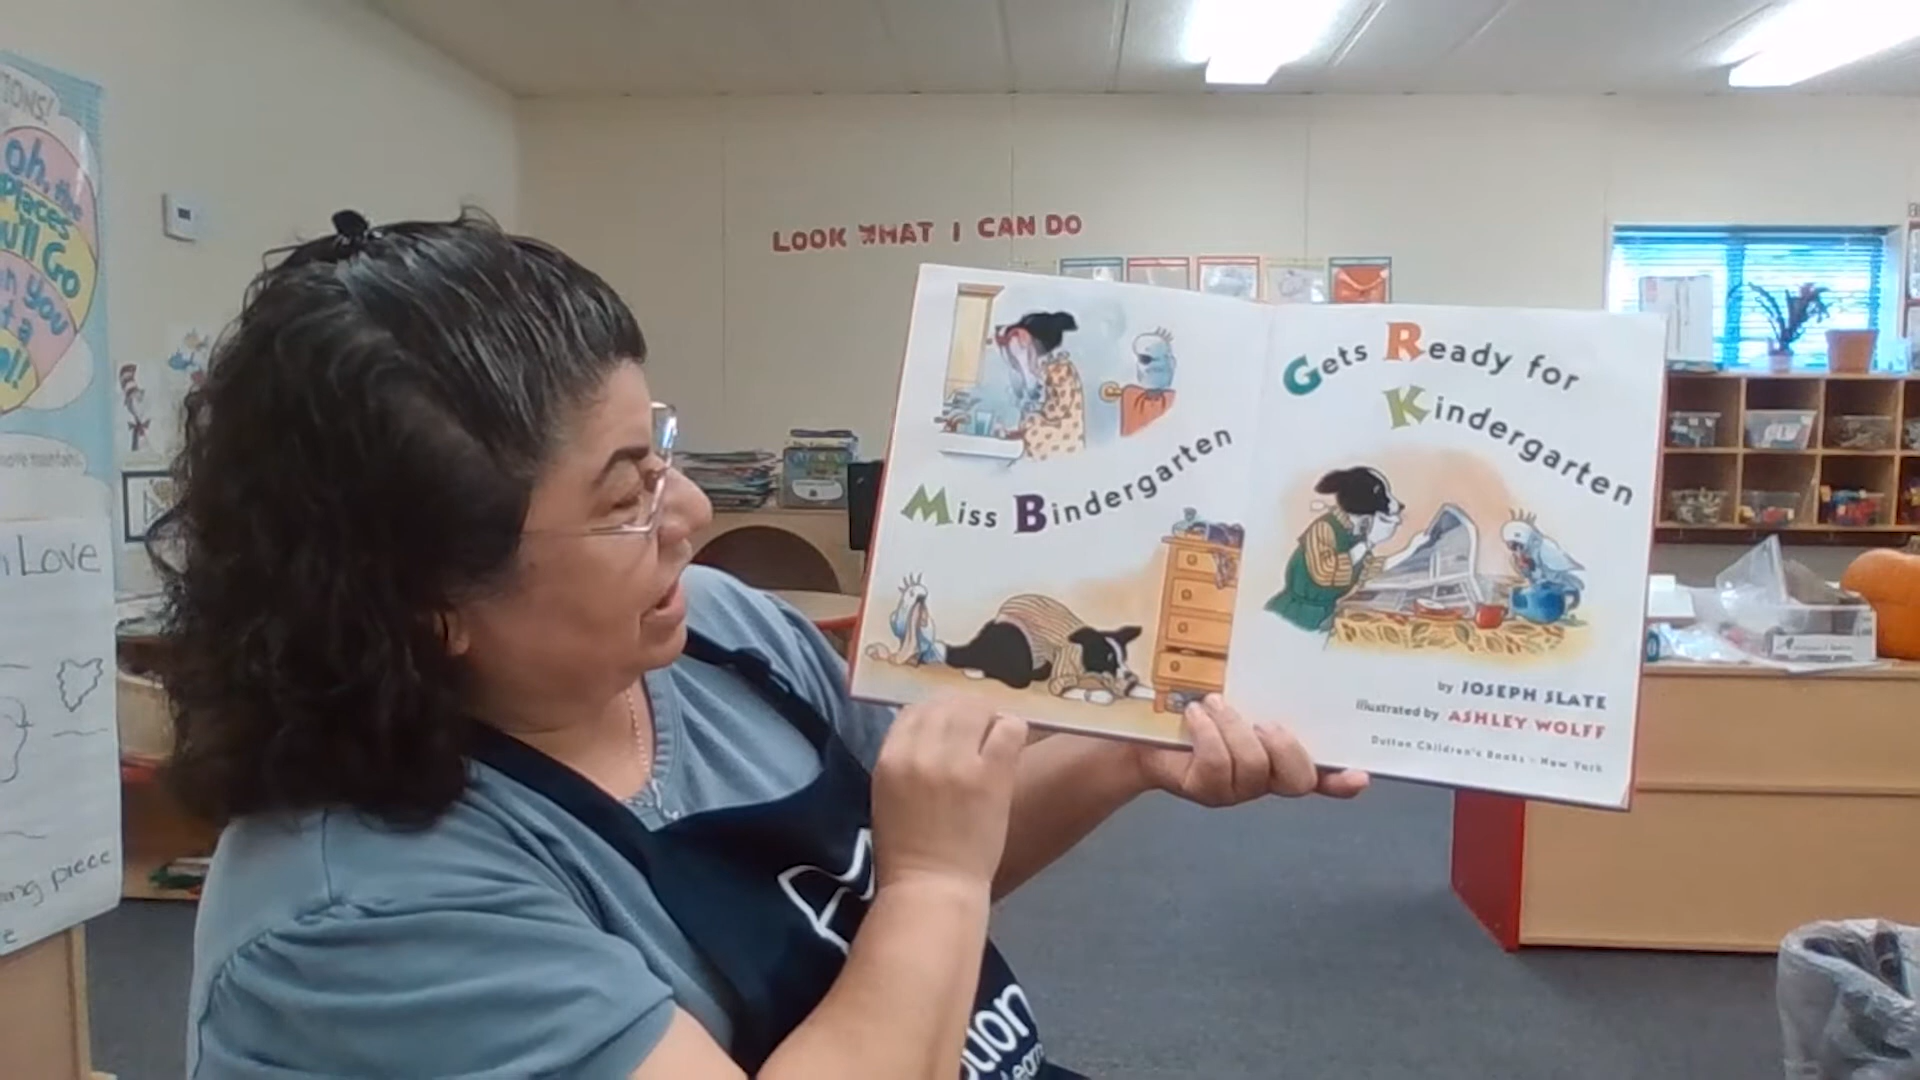 oh, the
places
you'll Go
LOOK WHAT I CAN DO
Miss Bindergarten
Gets Ready for
Kindergarten
by JOSEPH SLATE
illustrated by ASHLEY WOLFF
Dutton Children's Books - New York
Love
piece